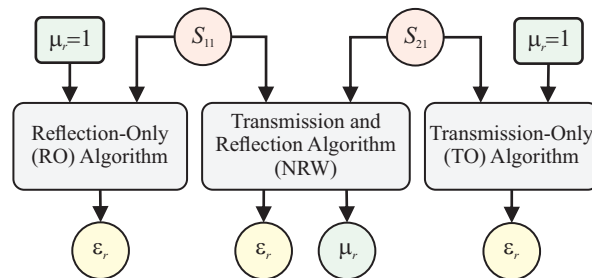 μᵣ=1
S₁₁
S₂₁
μᵣ=1
Reflection-Only
(RO) Algorithm
Transmission and
Reflection Algorithm
(NRW)
Transmission-Only
(TO) Algorithm
εᵣ
εᵣ
μᵣ
εᵣ